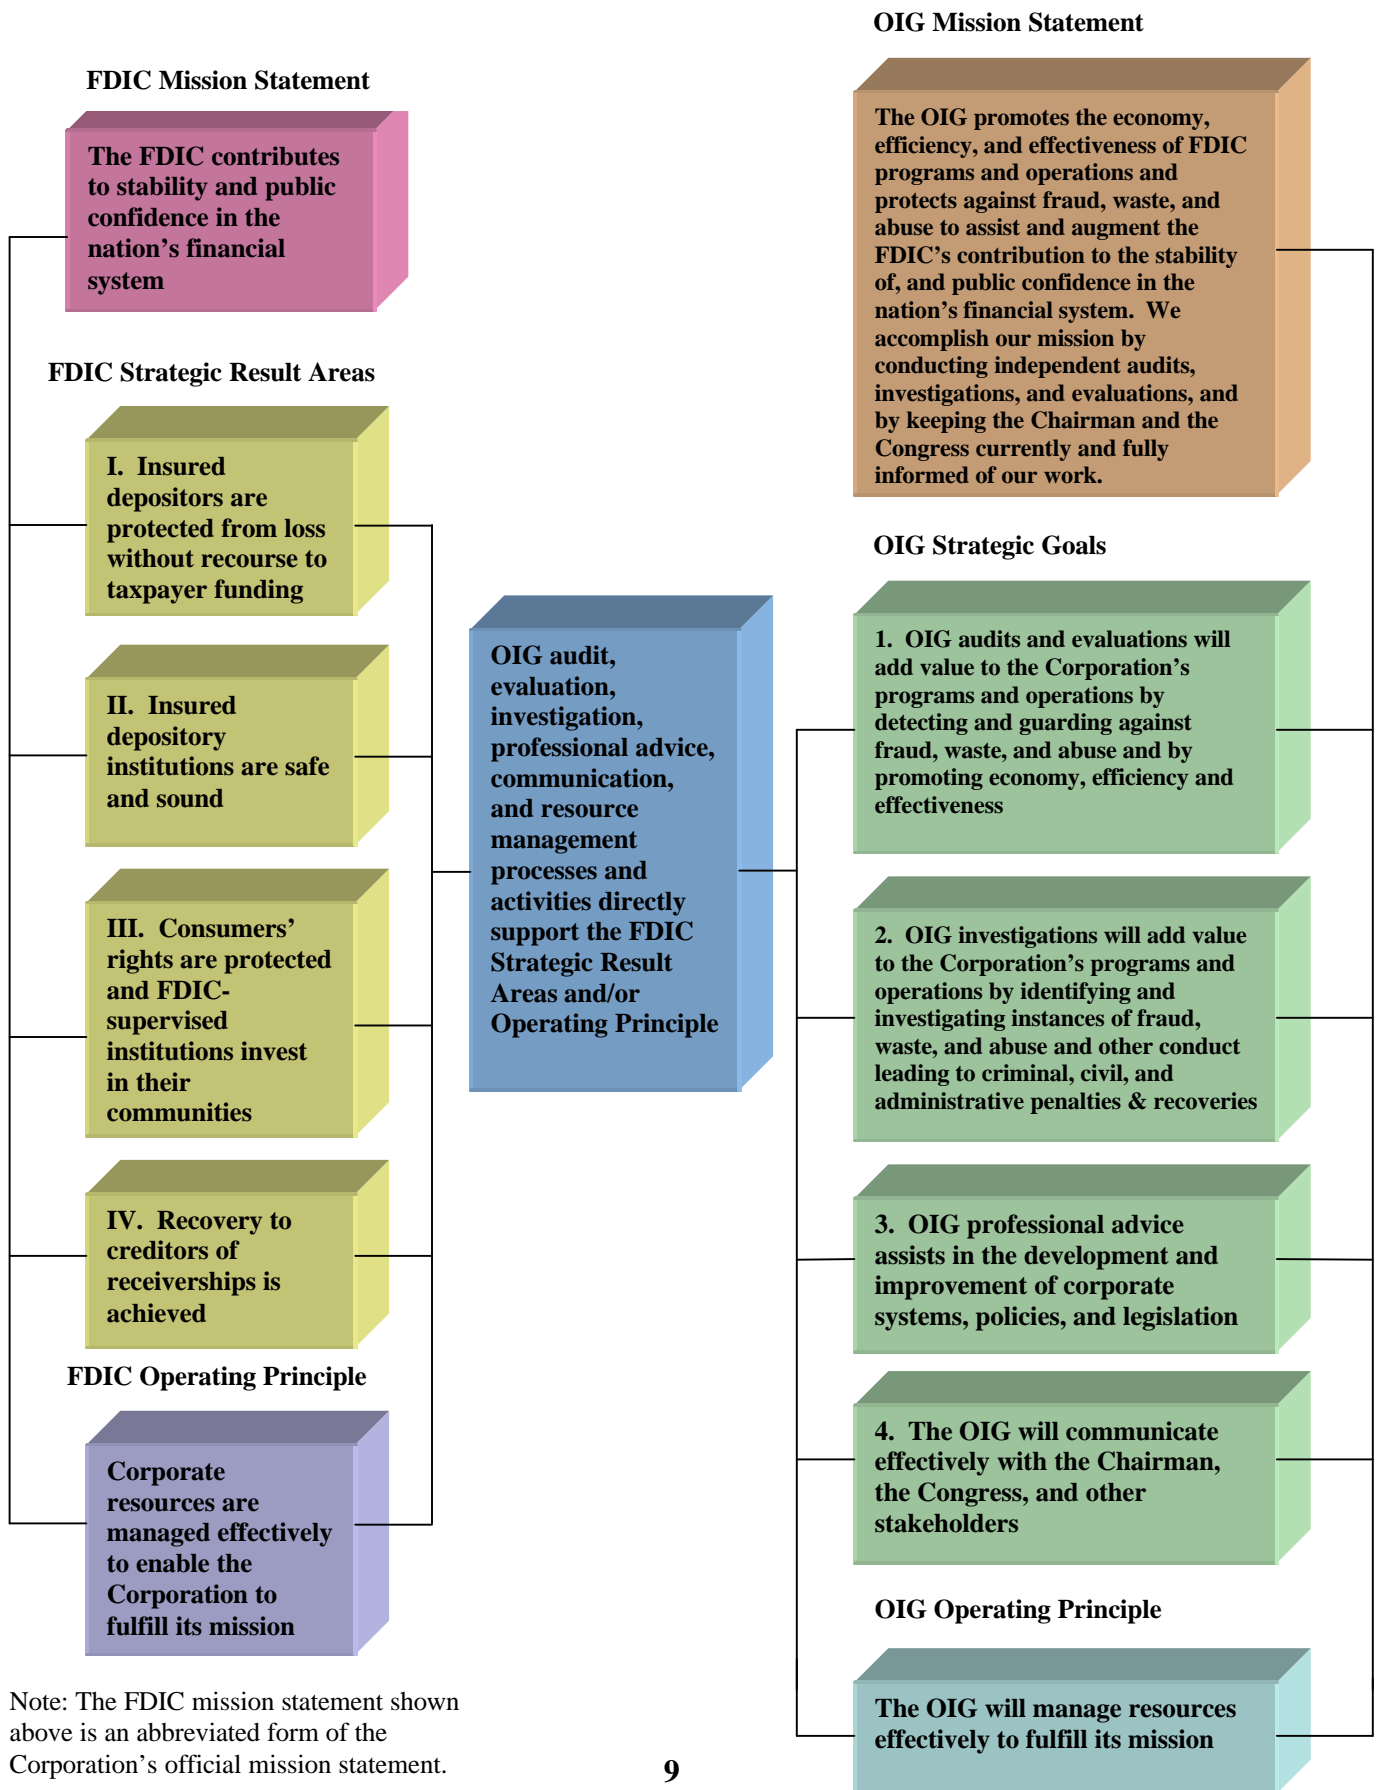 FDIC Mission Statement
The FDIC contributes
to stability and public
confidence in the
nation’s financial
system
FDIC Strategic Result Areas
I.  Insured
depositors are
protected from loss
without recourse to
taxpayer funding
II.  Insured
depository
institutions are safe
and sound
III.  Consumers’
rights are protected
and FDIC-
supervised
institutions invest
in their
communities
IV.  Recovery to
creditors of
receiverships is
achieved
FDIC Operating Principle
Corporate
resources are
managed effectively
to enable the
Corporation to
fulfill its mission
Note: The FDIC mission statement shown
above is an abbreviated form of the
Corporation’s official mission statement.
OIG audit,
evaluation,
investigation,
professional advice,
communication,
and resource
management
processes and
activities directly
support the FDIC
Strategic Result
Areas and/or
Operating Principle
OIG Mission Statement
The OIG promotes the economy,
efficiency, and effectiveness of FDIC
programs and operations and
protects against fraud, waste, and
abuse to assist and augment the
FDIC’s contribution to the stability
of, and public confidence in the
nation’s financial system.  We
accomplish our mission by
conducting independent audits,
investigations, and evaluations, and
by keeping the Chairman and the
Congress currently and fully
informed of our work.
OIG Strategic Goals
1.  OIG audits and evaluations will
add value to the Corporation’s
programs and operations by
detecting and guarding against
fraud, waste, and abuse and by
promoting economy, efficiency and
effectiveness
2.  OIG investigations will add value
to the Corporation’s programs and
operations by identifying and
investigating instances of fraud,
waste, and abuse and other conduct
leading to criminal, civil, and
administrative penalties & recoveries
3.  OIG professional advice
assists in the development and
improvement of corporate
systems, policies, and legislation
4.  The OIG will communicate
effectively with the Chairman,
the Congress, and other
stakeholders
OIG Operating Principle
The OIG will manage resources
effectively to fulfill its mission
9